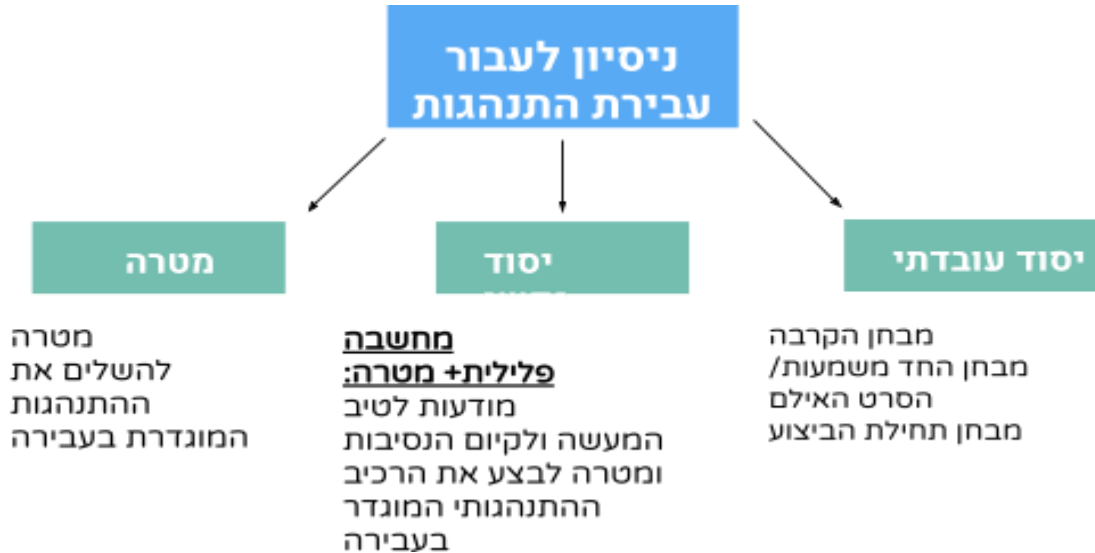 ניסיון לעבור
עבירת התנהגות
יסוד עובדתי
מבחן הקרבה
מבחן החד משמעות/
הסרט האילם
מבחן תחילת הביצוע
יסוד
מחשבה
פלילית+ מטרה:
מודעות לטיב
המעשה ולקיום הנסיבות
ומטרה לבצע את הרכיב
ההתנהגותי המוגדר
בעבירה
מטרה
מטרה
להשלים את
ההתנהגות
המוגדרת בעבירה